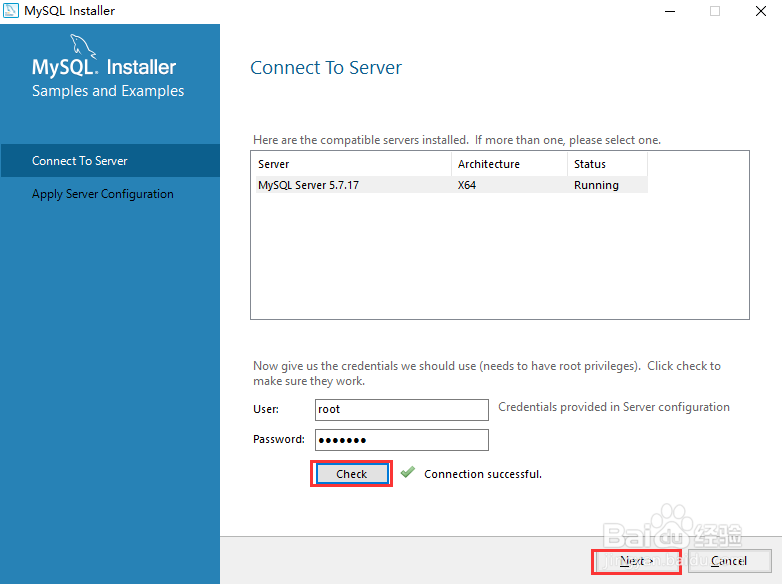 MySQL Installer
MySQL. Installer
Samples and Examples
Connect To Server
Apply Server Configuration
Connect To Server
Here are the compatible servers installed. If more than one, please select one.
Server Architecture Status
MySQL Server 5.7.17 X64 Running
Now give us the credentials we should use (needs to have root privileges). Click check to
make sure they work.
User: root Credentials provided in Server configuration
Password: •••••••
Check Connection successful.
Baidu 经验
Next > Cancel